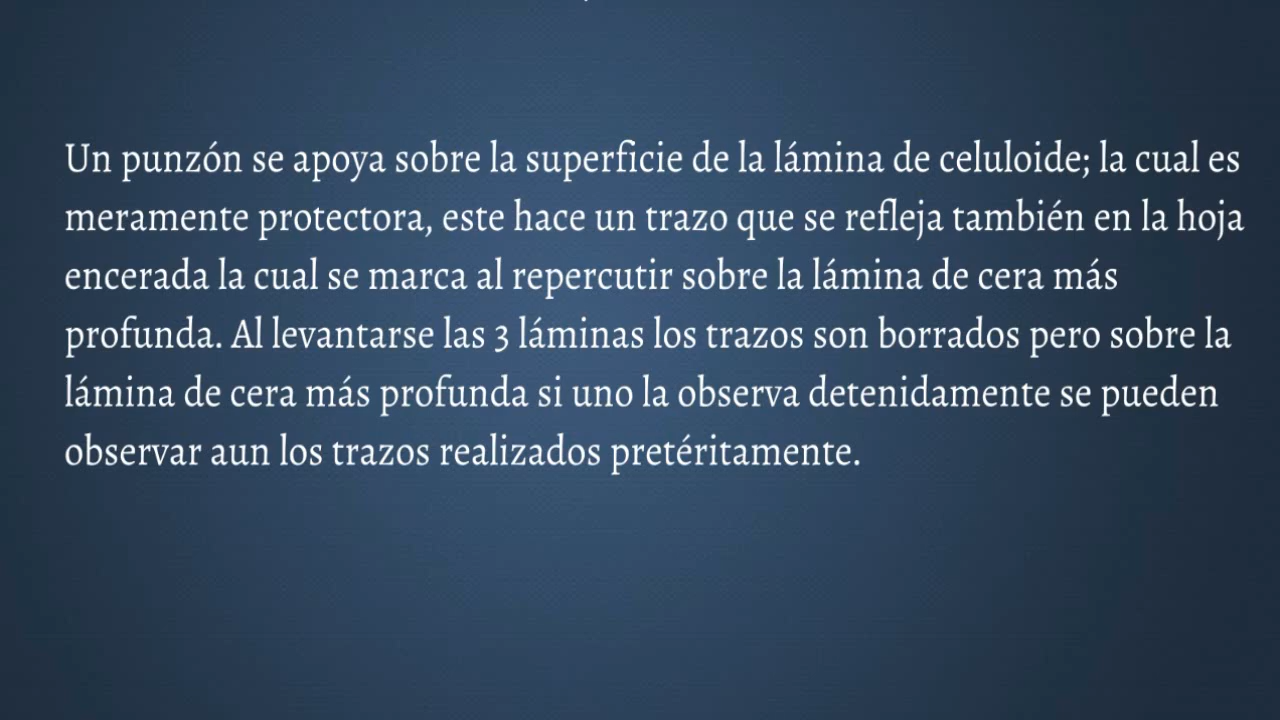 Un punzón se apoya sobre la superficie de la lámina de celuloide; la cual es
meramente protectora, este hace un trazo que se refleja también en la hoja
encerada la cual se marca al repercutir sobre la lámina de cera más
profunda. Al levantarse las 3 láminas los trazos son borrados pero sobre la
lámina de cera más profunda si uno la observa detenidamente se pueden
observar aun los trazos realizados pretéritamente.